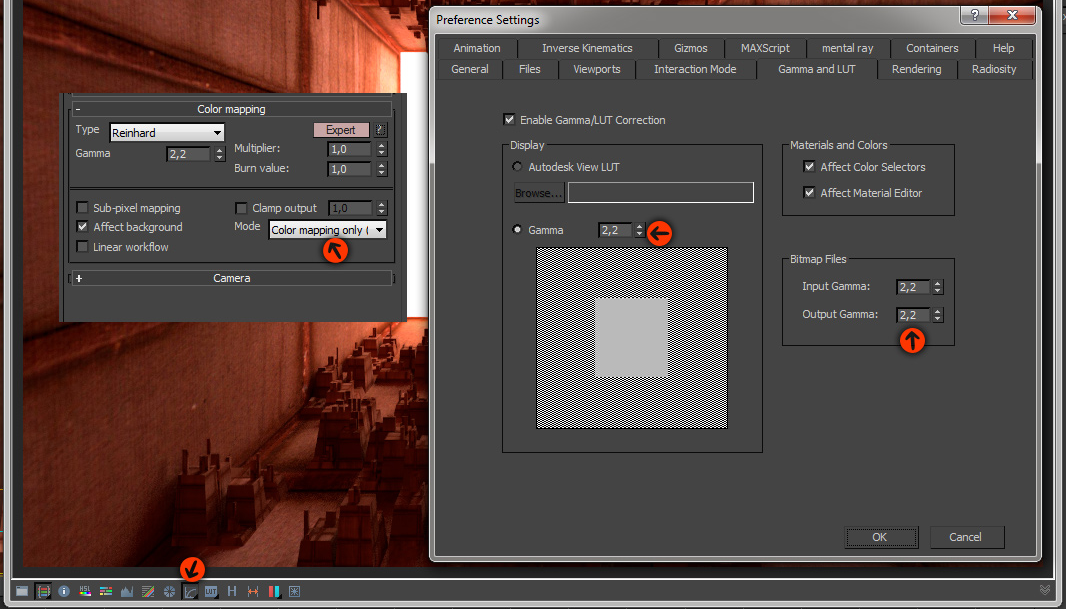 Preference Settings
Animation Inverse Kinematics Gizmos MAXScript mental ray Containers Help
General Files Viewports Interaction Mode Gamma and LUT Rendering Radiosity
Enable Gamma/LUT Correction
Display
Autodesk View LUT
Browse...
Gamma 2,2
Materials and Colors
Affect Color Selectors
Affect Material Editor
Bitmap Files
Input Gamma: 2,2
Output Gamma: 2,2
OK Cancel
- Color mapping
Type Reinhard Expert ?
Gamma 2,2 Multiplier: 1,0
Burn value: 1,0
Sub-pixel mapping Clamp output 1,0
Affect background Mode Color mapping only (
Linear workflow
+ Camera
HSL LUT H